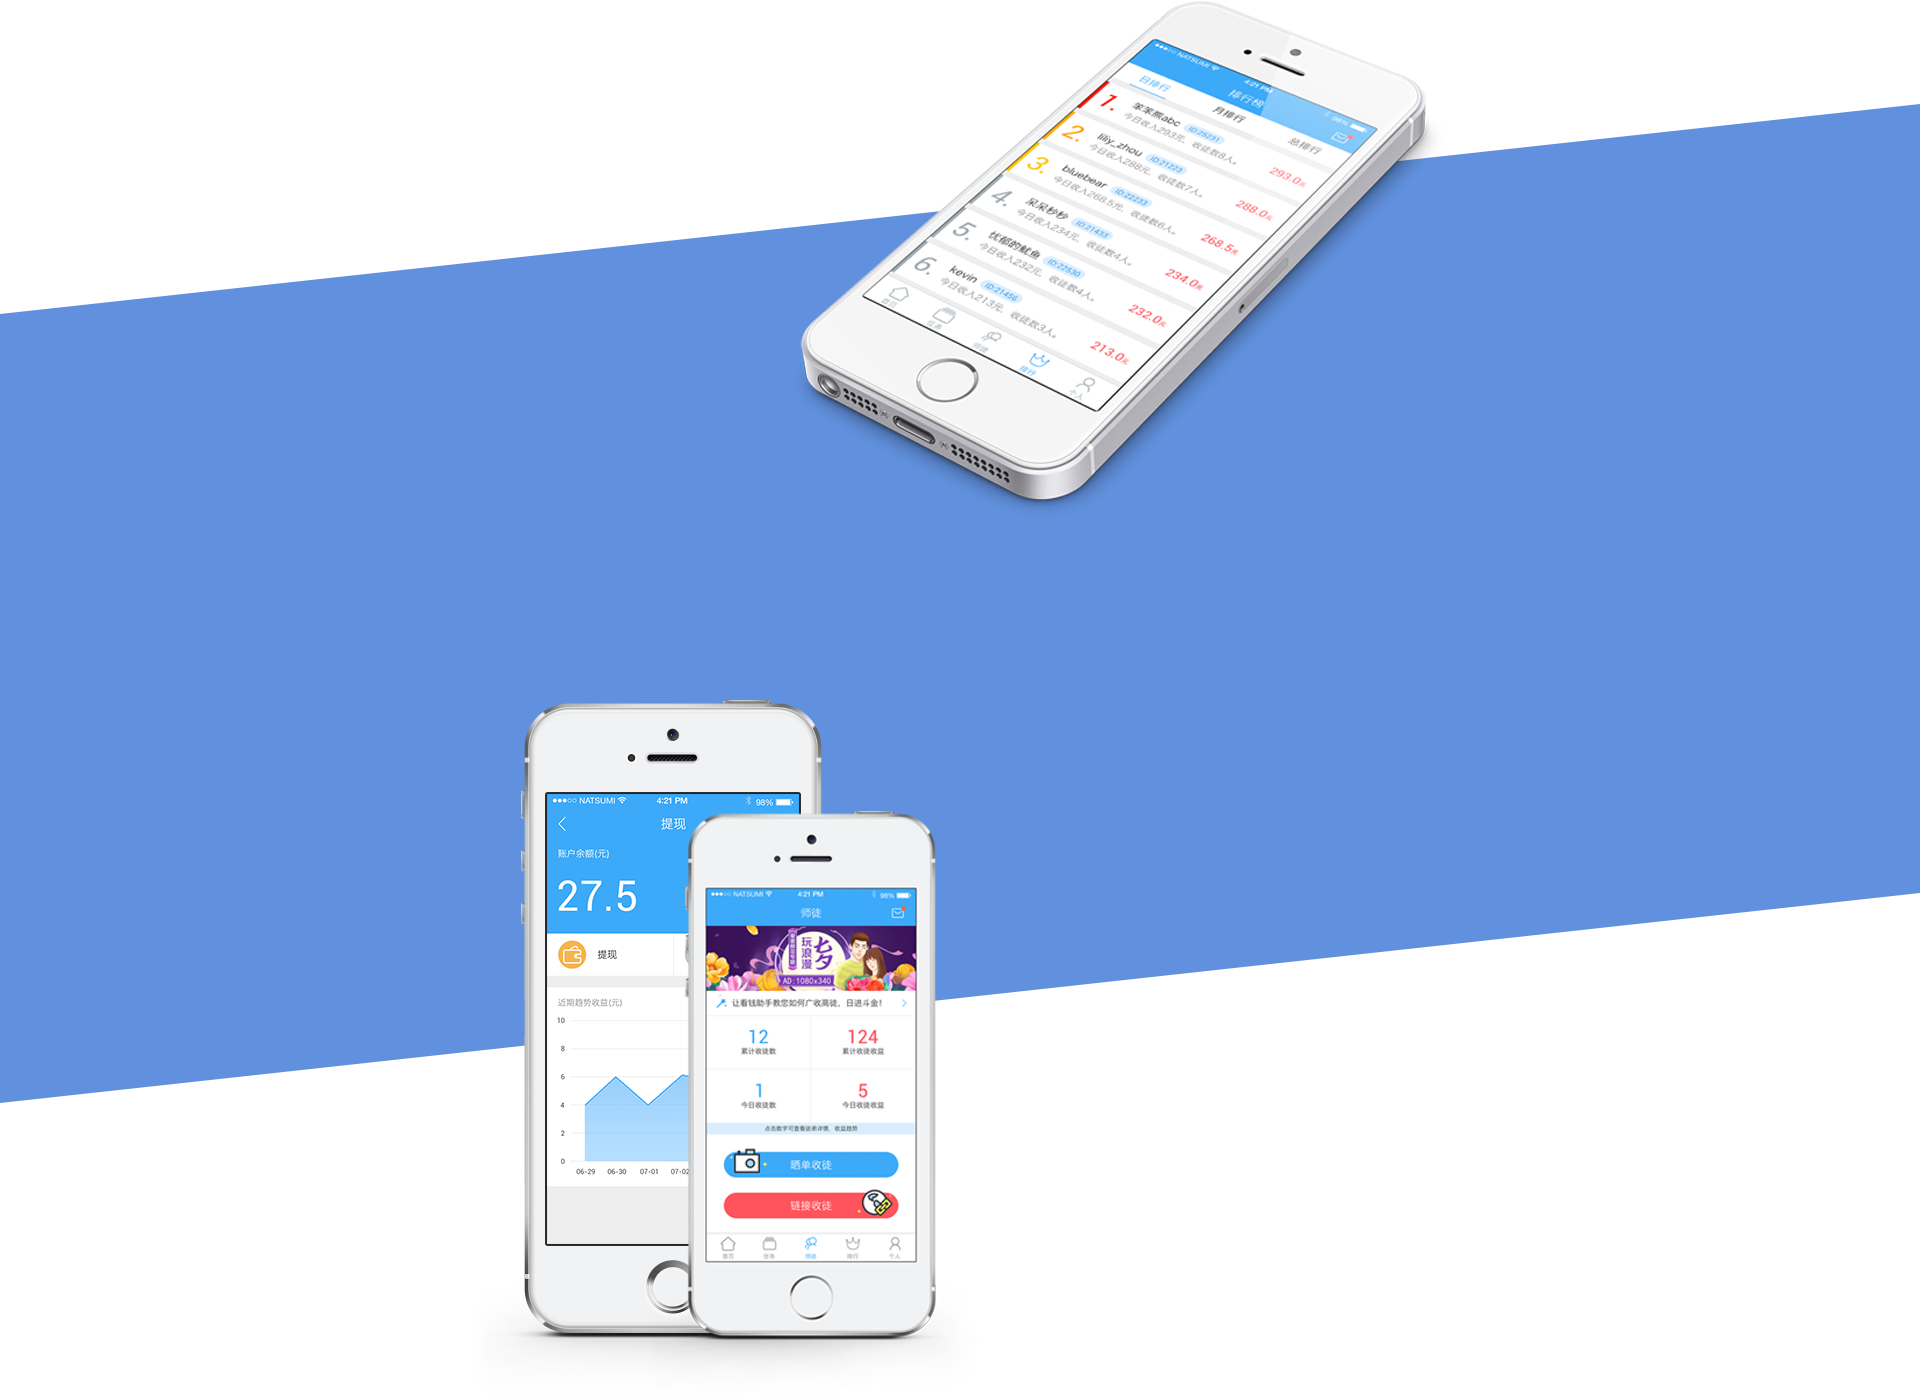 NATSUMI
4:21 PM
98%
排行榜
日排行
月排行
总排行
1.
笨笨熊abc
ID:25231
今日收入293元，收徒数8人。
293.0元
2.
liliy_zhou
ID:21223
今日收入288元，收徒数7人。
288.0元
3.
bluebear
ID:22233
今日收入268.5元，收徒数6人。
268.5元
4.
呆呆秒秒
ID:21433
今日收入234元，收徒数4人。
234.0元
5.
忧郁的鱿鱼
ID:22530
今日收入232元，收徒数4人。
232.0元
6.
kevin
ID:21456
今日收入213元，收徒数3人。
213.0元
首页
任务
师徒
排行
个人
NATSUMI
4:21 PM
98%
提现
账户余额(元)
27.5
提现
近期趋势收益(元)
10
8
6
4
2
0
06-29 06-30 07-01 07-02
NATSUMI
4:21 PM
98%
师徒
七夕
玩浪漫
AD:1080x340
让看钱助手教您如何广收高徒，日进斗金！
12
累计收徒数
124
累计收徒收益
1
今日收徒数
5
今日收徒收益
点击数字可查看徒弟详情，收益趋势
晒单收徒
链接收徒
首页
任务
师徒
排行
个人